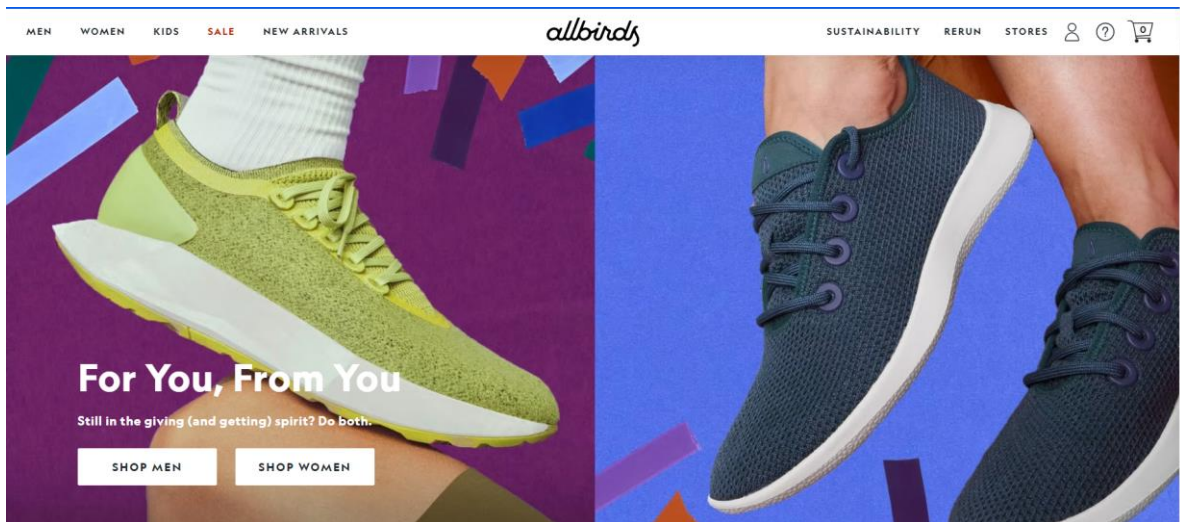 MEN WOMEN KIDS SALE NEW ARRIVALS allbirds SUSTAINABILITY RERUN STORES ? 0
For You, From You
Still in the giving (and getting) spirit? Do both.
SHOP MEN SHOP WOMEN